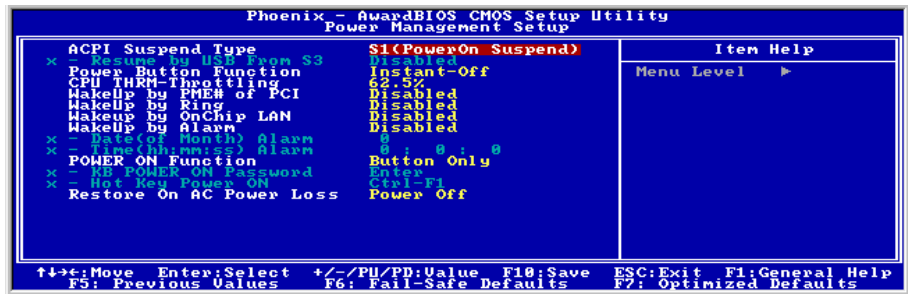 Phoenix - AwardBIOS CMOS Setup Utility
Power Management Setup
ACPI Suspend Type S1(PowerOn Suspend) Item Help
x - Resume by USB From S3 Disabled
Power Button Function Instant-Off Menu Level ►
CPU THRM-Throttling 62.5%
WakeUp by PME# of PCI Disabled
Wakeup by Ring Disabled
WakeUp by OnChip LAN Disabled
WakeUp by Alarm Disabled
x - Date(of Month) Alarm 0
x - Time(hh:mm:ss) Alarm 0 : 0 : 0
POWER ON Function Button Only
x - KB POWER ON Password Enter
x - Hot Key Power ON Ctrl-F1
Restore On AC Power Loss Power Off
↑↓→←:Move Enter:Select +/-/PU/PD:Value F10:Save ESC:Exit F1:General Help
F5: Previous Values F6: Fail-Safe Defaults F7: Optimized Defaults